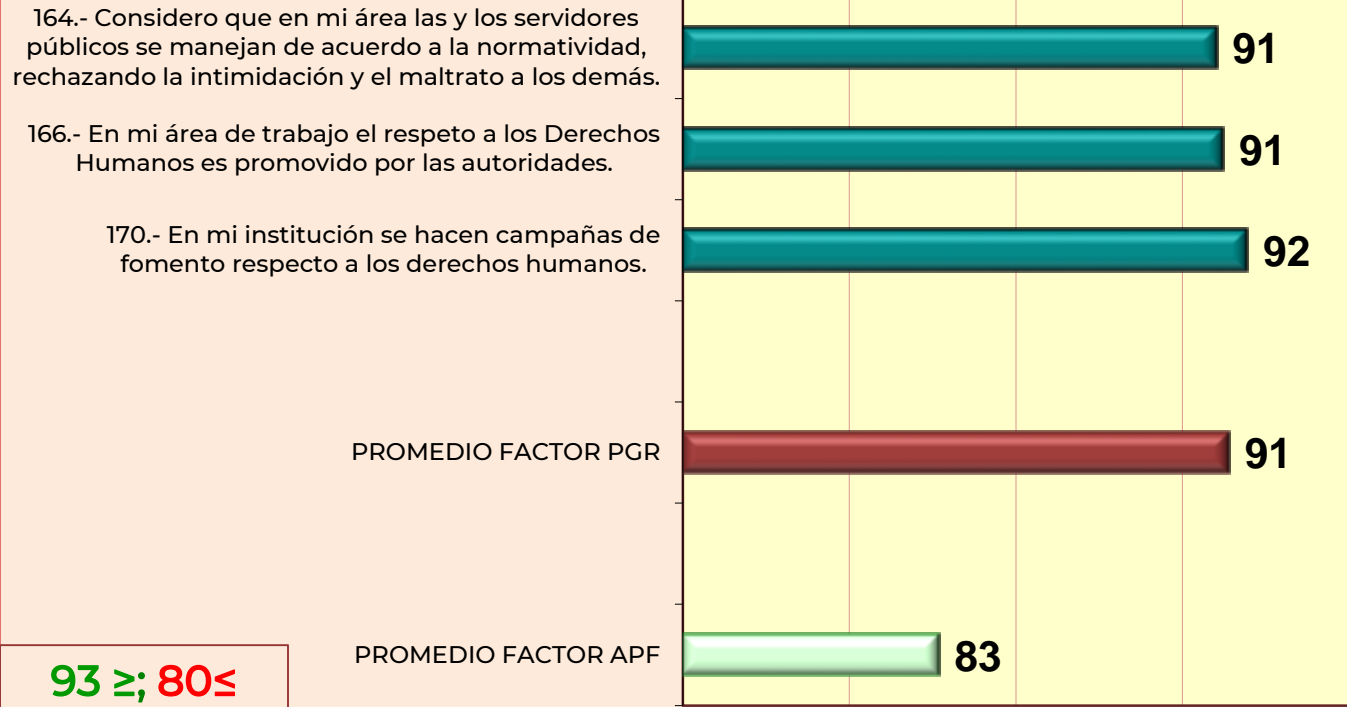 164.- Considero que en mi área las y los servidores
públicos se manejan de acuerdo a la normatividad,
rechazando la intimidación y el maltrato a los demás.
91
166.- En mi área de trabajo el respeto a los Derechos
Humanos es promovido por las autoridades.
91
170.- En mi institución se hacen campañas de
fomento respecto a los derechos humanos.
92
PROMEDIO FACTOR PGR
91
PROMEDIO FACTOR APF
83
93 ≥; 80≤